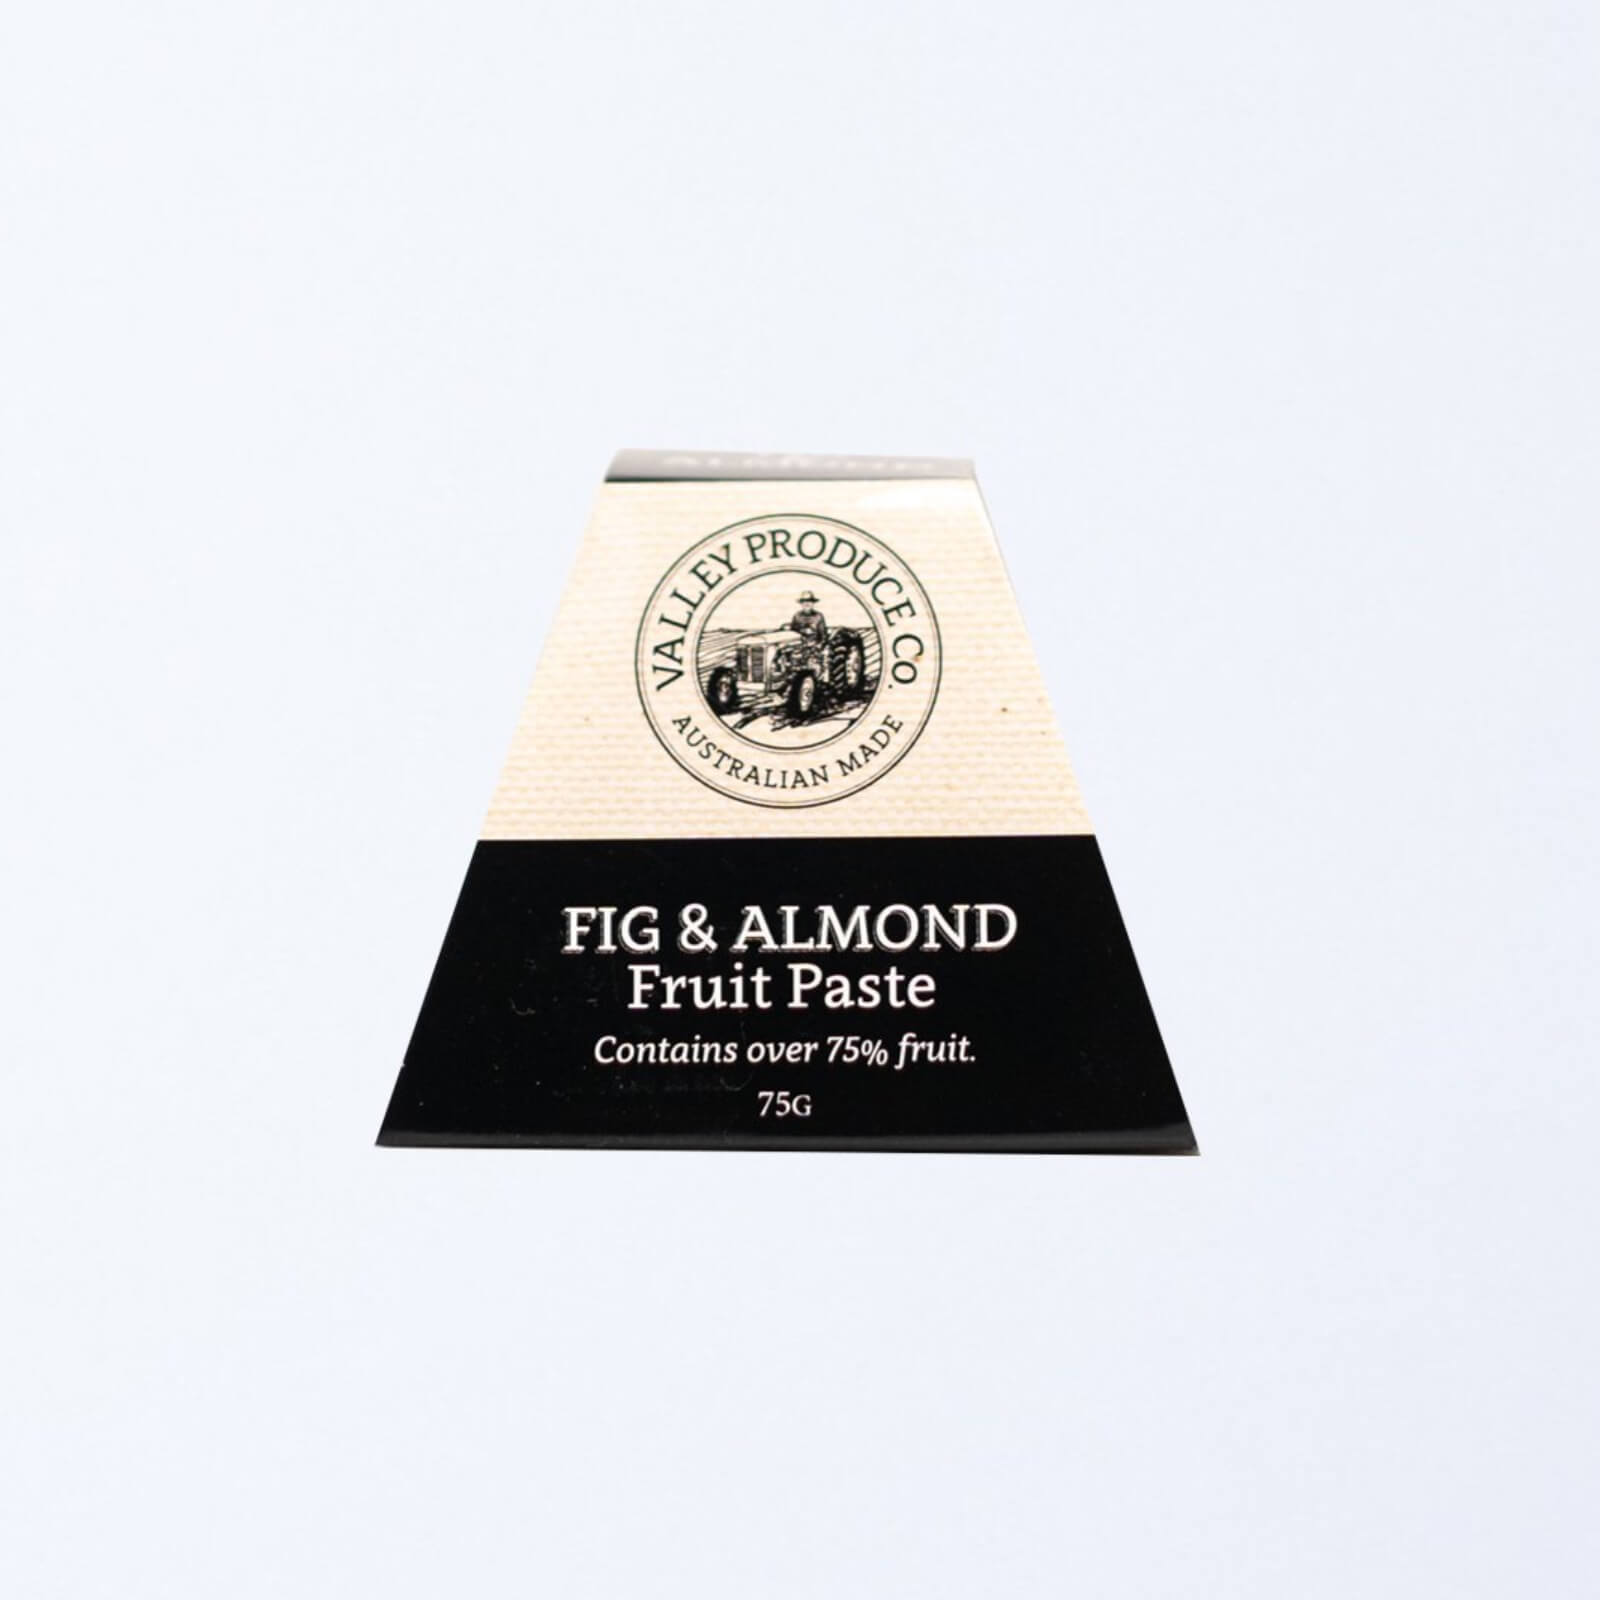 VALLEY PRODUCE CO.
AUSTRALIAN MADE
FIG & ALMOND
Fruit Paste
Contains over 75% fruit.
75G